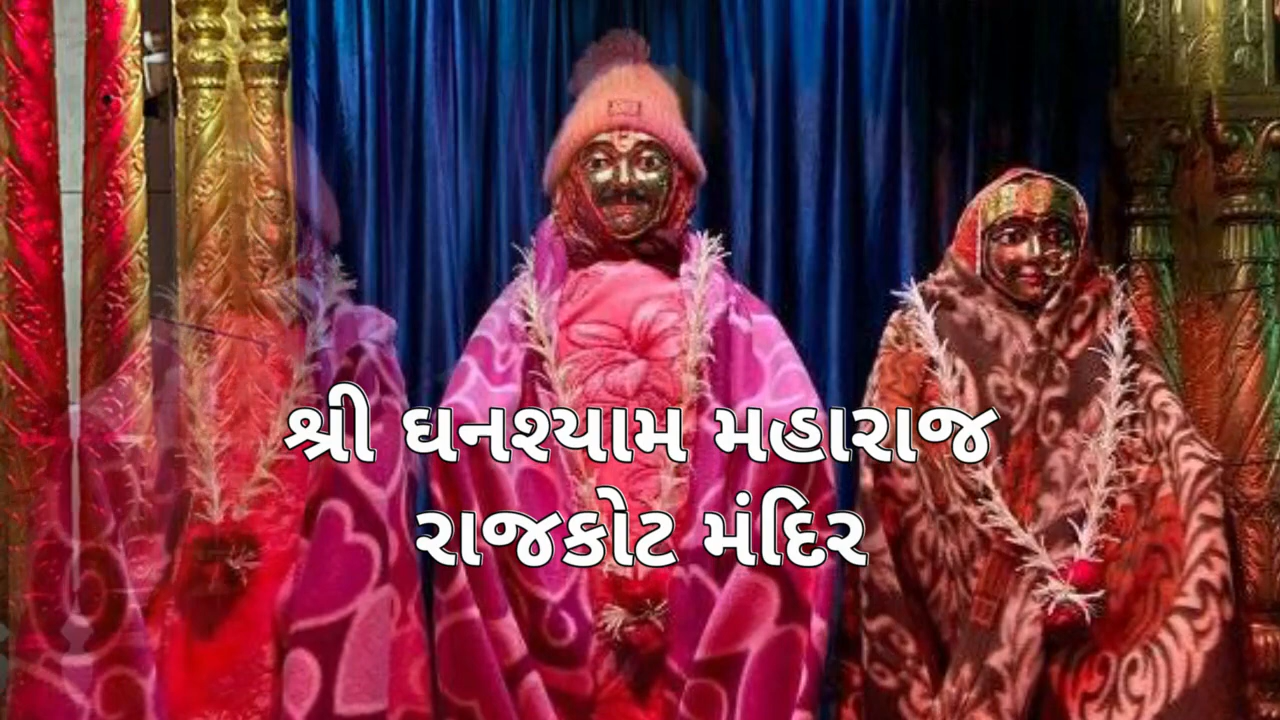 શ્રી ઘનશ્યામ મહારાજ
રાજકોટ મંદિર